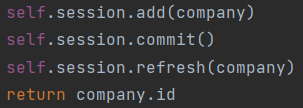 self.session.add(company)
self.session.commit()
self.session.refresh(company)
return company.id